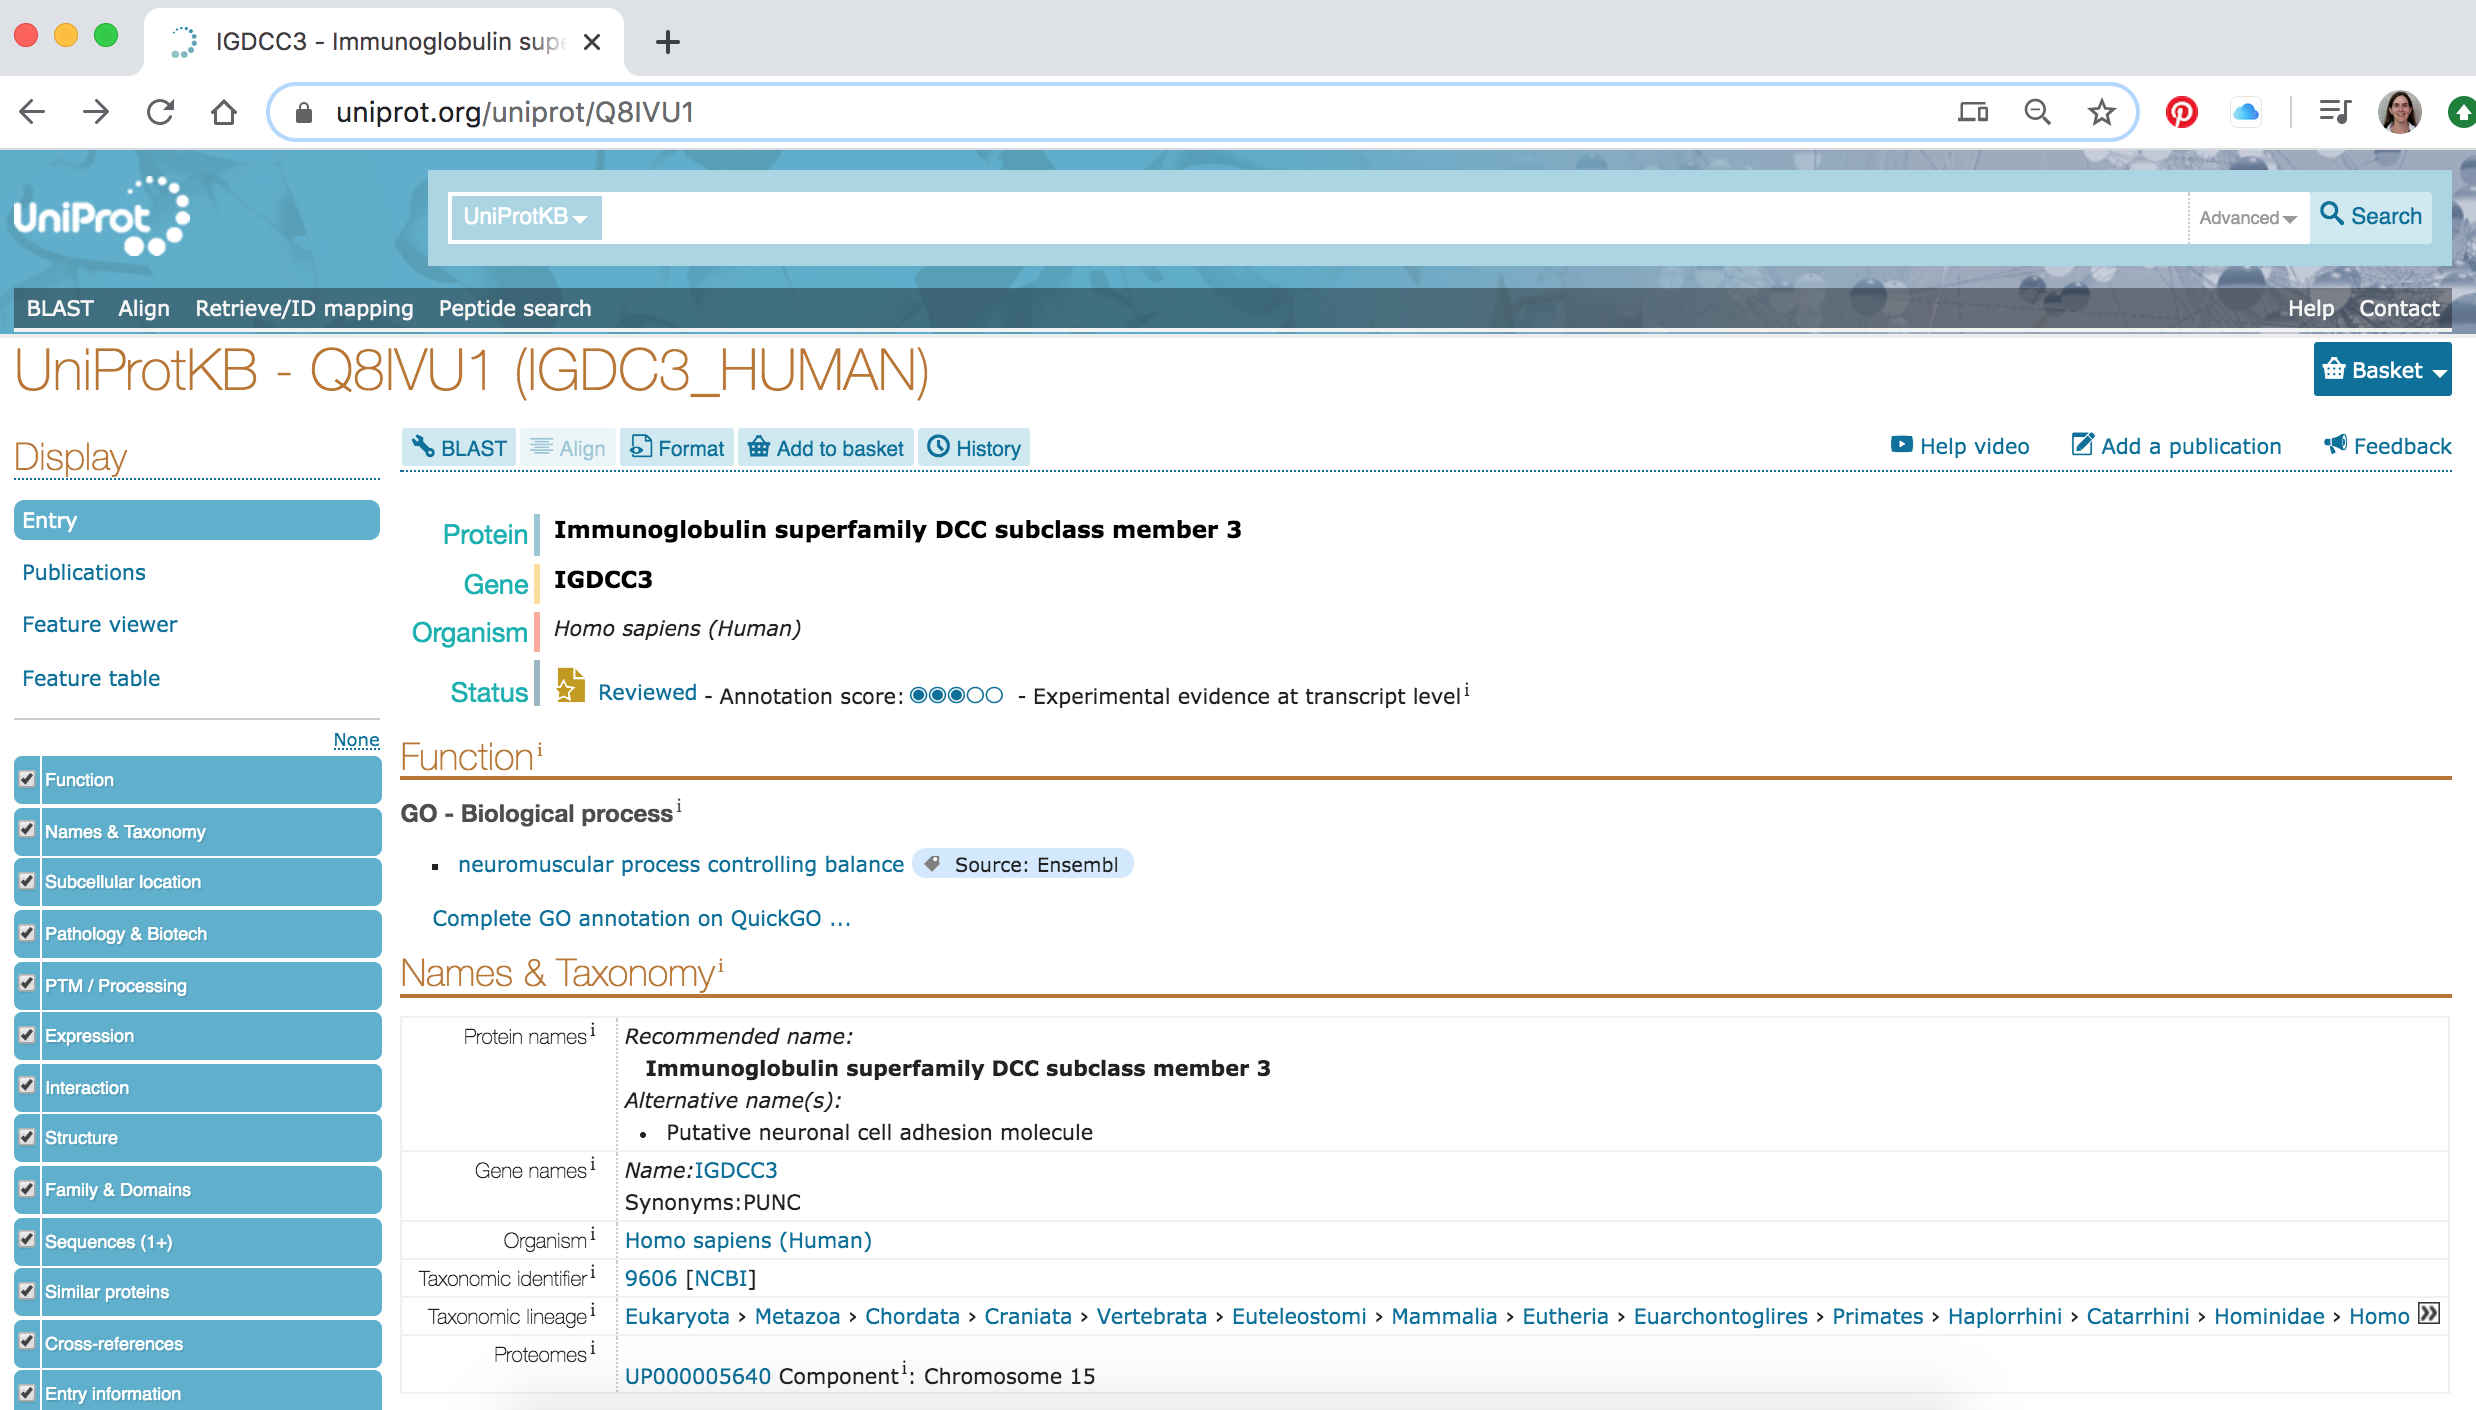 IGDCC3 - Immunoglobulin supe
uniprot.org/uniprot/Q8IVU1
UniProt
UniProtKB
Advanced
Search
BLAST Align Retrieve/ID mapping Peptide search Help Contact
UniProtKB - Q8IVU1 (IGDC3_HUMAN)
Basket
Display
BLAST Align Format Add to basket History
Help video Add a publication Feedback
Entry
Publications
Feature viewer
Feature table
None
Function
Names & Taxonomy
Subcellular location
Pathology & Biotech
PTM / Processing
Expression
Interaction
Structure
Family & Domains
Sequences (1+)
Similar proteins
Cross-references
Entry information
Protein Immunoglobulin superfamily DCC subclass member 3
Gene IGDCC3
Organism Homo sapiens (Human)
Status Reviewed - Annotation score: - Experimental evidence at transcript level i
Function i
GO - Biological process i
▪ neuromuscular process controlling balance Source: Ensembl
Complete GO annotation on QuickGO ...
Names & Taxonomy i
Protein names i Recommended name:
Immunoglobulin superfamily DCC subclass member 3
Alternative name(s):
• Putative neuronal cell adhesion molecule
Gene names i Name:IGDCC3
Synonyms:PUNC
Organism i Homo sapiens (Human)
Taxonomic identifier i 9606 [NCBI]
Taxonomic lineage i Eukaryota › Metazoa › Chordata › Craniata › Vertebrata › Euteleostomi › Mammalia › Eutheria › Euarchontoglires › Primates › Haplorrhini › Catarrhini › Hominidae › Homo
Proteomes i
UP000005640 Component i: Chromosome 15